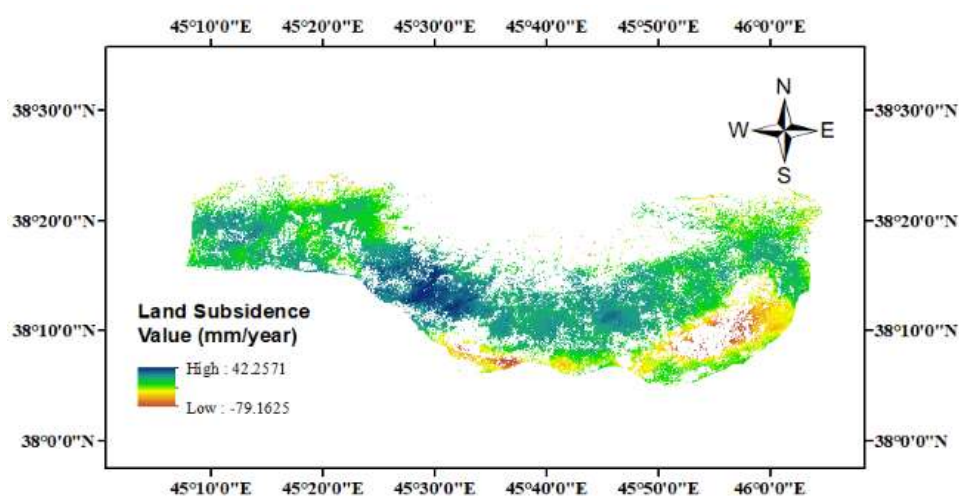 45°10'0"E 45°20'0"E 45°30'0"E 45°40'0"E 45°50'0"E 46°0'0"E
38°30'0"N 38°30'0"N
N
W E
S
38°20'0"N 38°20'0"N
Land Subsidence
Value (mm/year)
38°10'0"N 38°10'0"N
High : 42.2571
Low : -79.1625
38°0'0"N 38°0'0"N
45°10'0"E 45°20'0"E 45°30'0"E 45°40'0"E 45°50'0"E 46°0'0"E